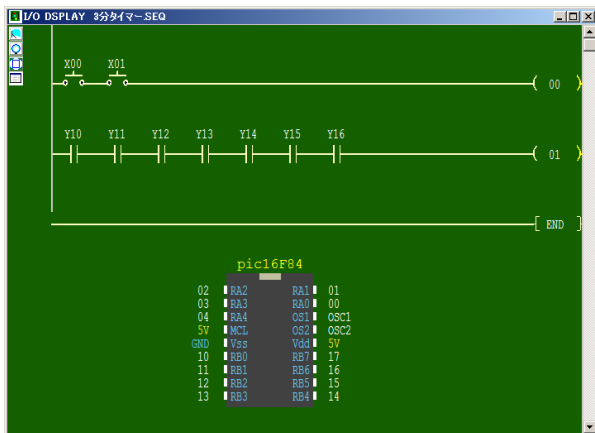 I/O DSPLAY 3分タイマー.SEQ
X00 X01
00
Y10 Y11 Y12 Y13 Y14 Y15 Y16
01
END
pic16F84
02 RA2 RA1 01
03 RA3 RA0 00
04 RA4 OS1 OSC1
5V MCL OS2 OSC2
GND Vss Vdd 5V
10 RB0 RB7 17
11 RB1 RB6 16
12 RB2 RB5 15
13 RB3 RB4 14